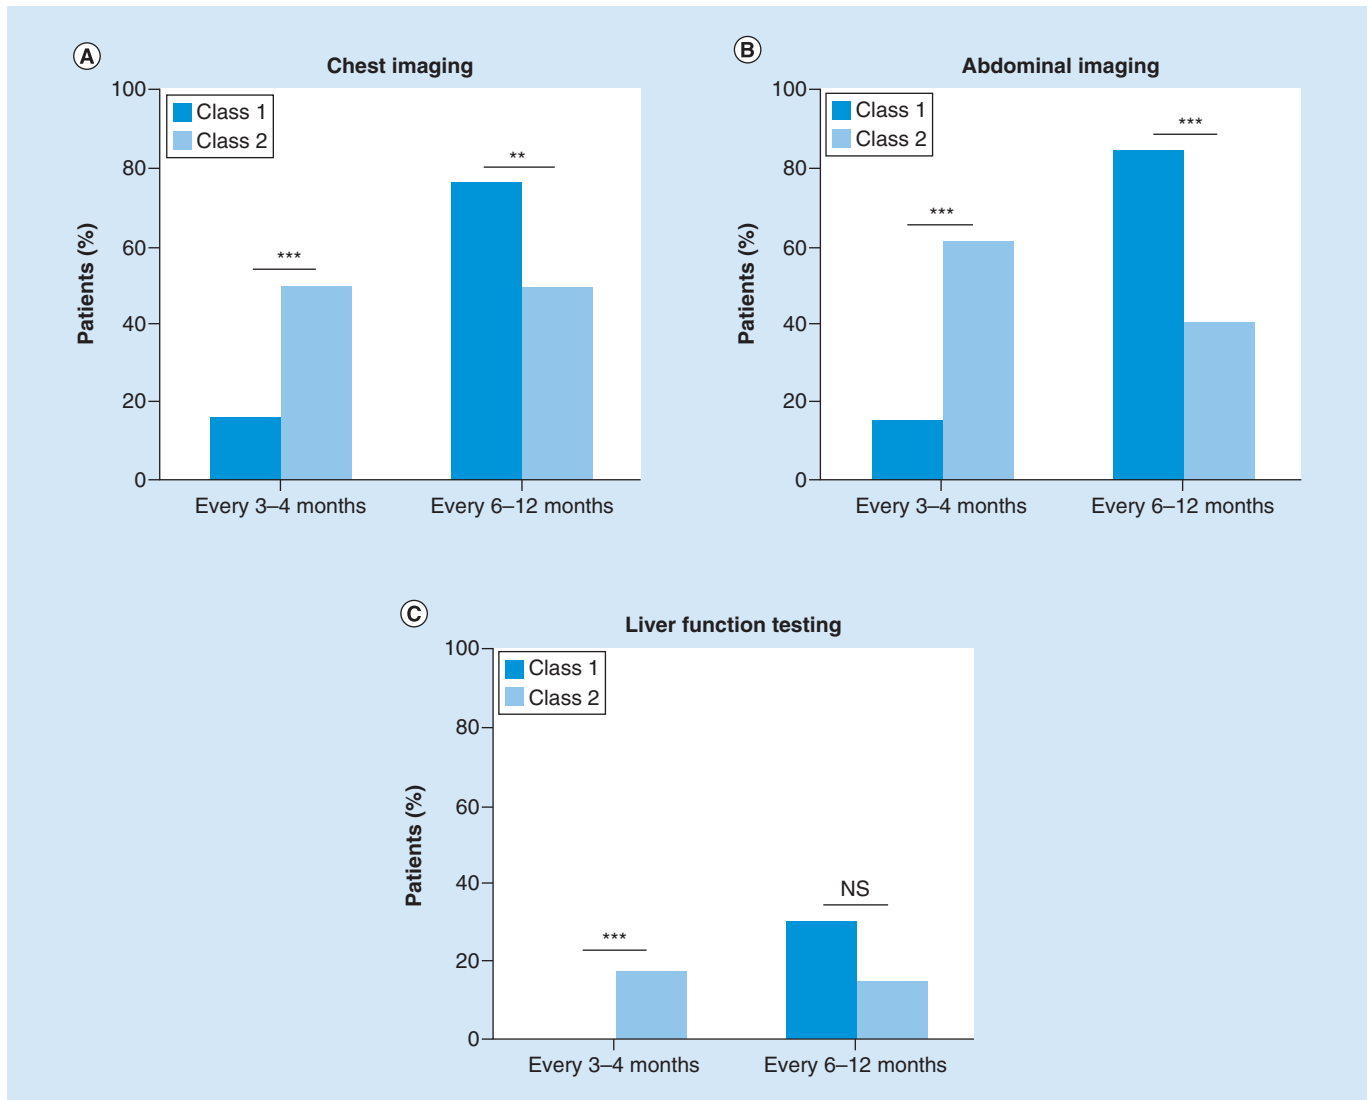 A
Chest imaging
100
80
60
40
20
0
Patients (%)
Class 1
Class 2
***
**
Every 3–4 months
Every 6–12 months
B
Abdominal imaging
100
80
60
40
20
0
Patients (%)
Class 1
Class 2
***
***
Every 3–4 months
Every 6–12 months
C
Liver function testing
100
80
60
40
20
0
Patients (%)
Class 1
Class 2
***
NS
Every 3–4 months
Every 6–12 months